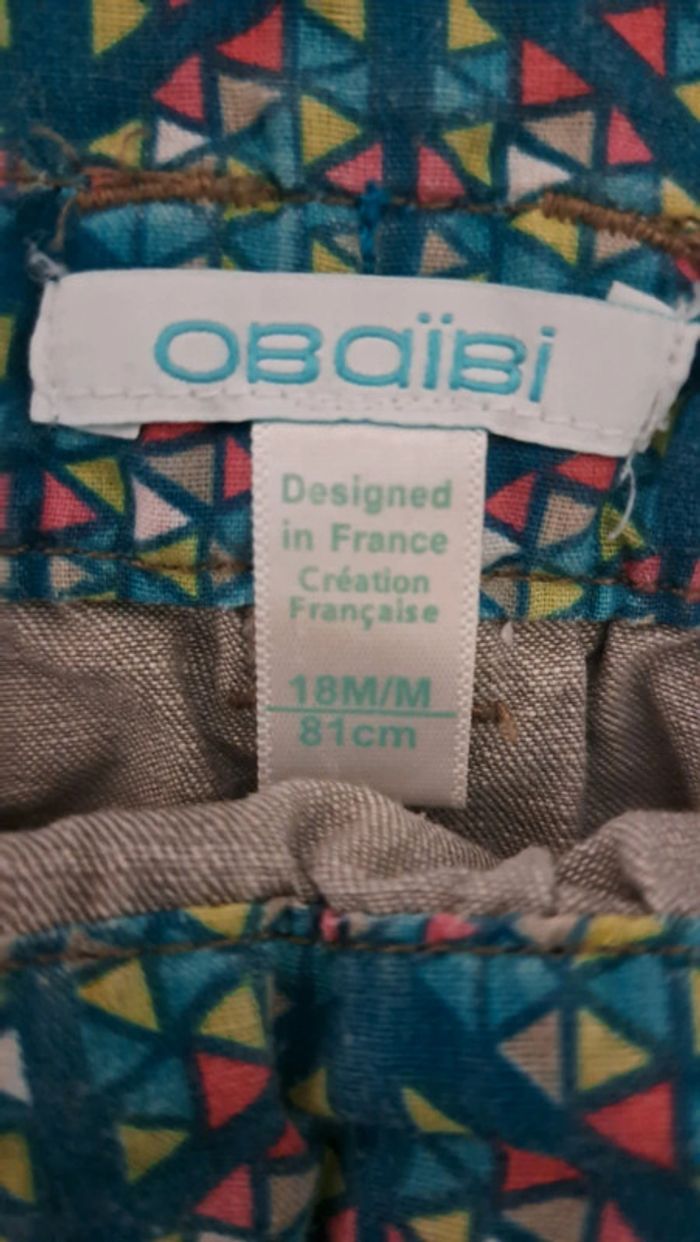 OBaïBi
Designed
in France
Création
Française
18M/M
81cm